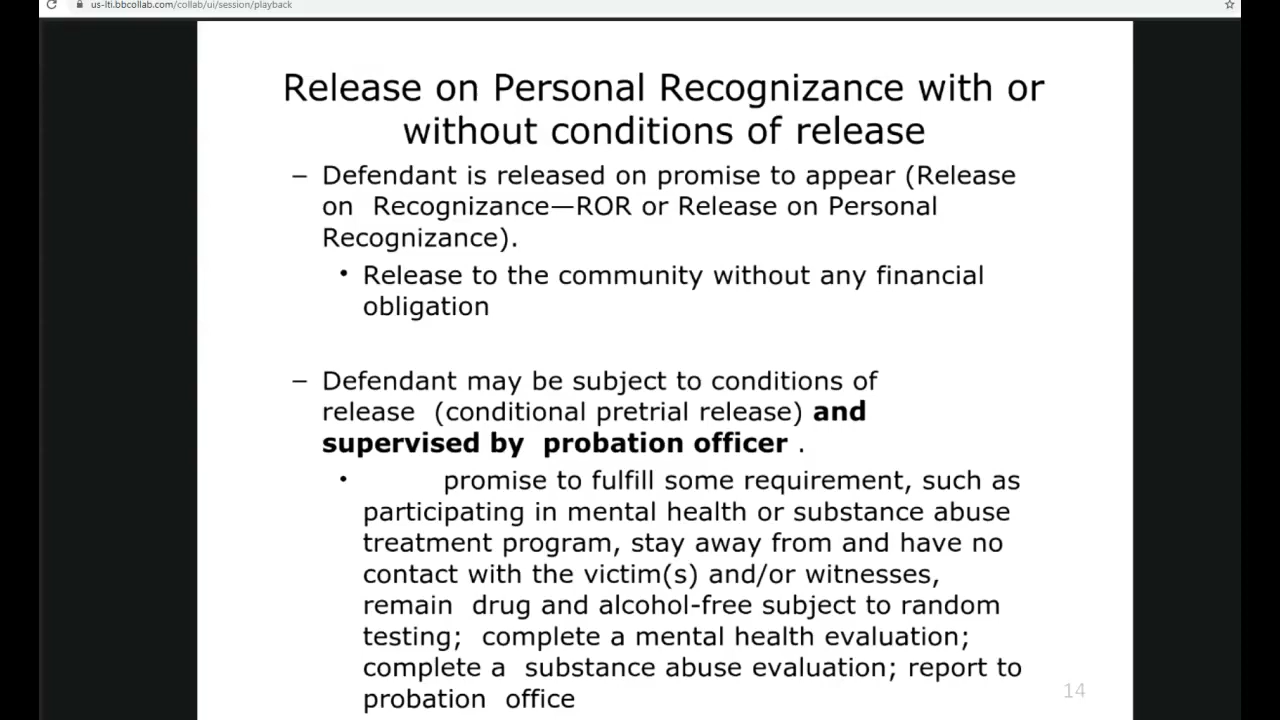 us-lti.bbcollab.com/collab/ui/session/playback
Release on Personal Recognizance with or
without conditions of release
– Defendant is released on promise to appear (Release
on  Recognizance—ROR or Release on Personal
Recognizance).
• Release to the community without any financial
obligation
– Defendant may be subject to conditions of
release  (conditional pretrial release) and
supervised by  probation officer .
• promise to fulfill some requirement, such as
participating in mental health or substance abuse
treatment program, stay away from and have no
contact with the victim(s) and/or witnesses,
remain  drug and alcohol-free subject to random
testing;  complete a mental health evaluation;
complete a  substance abuse evaluation; report to
probation  office
14